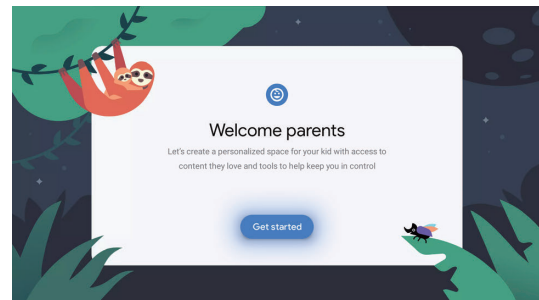 Welcome parents
Let's create a personalized space for your kid with access to
content they love and tools to help keep you in control
Get started